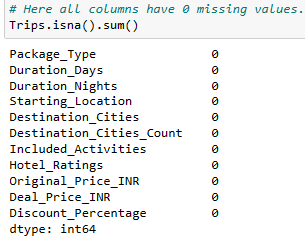 # Here all columns have 0 missing values.
Trips.isna().sum()
Package_Type 0
Duration_Days 0
Duration_Nights 0
Starting_Location 0
Destination_Cities 0
Destination_Cities_Count 0
Included_Activities 0
Hotel_Ratings 0
Original_Price_INR 0
Deal_Price_INR 0
Discount_Percentage 0
dtype: int64